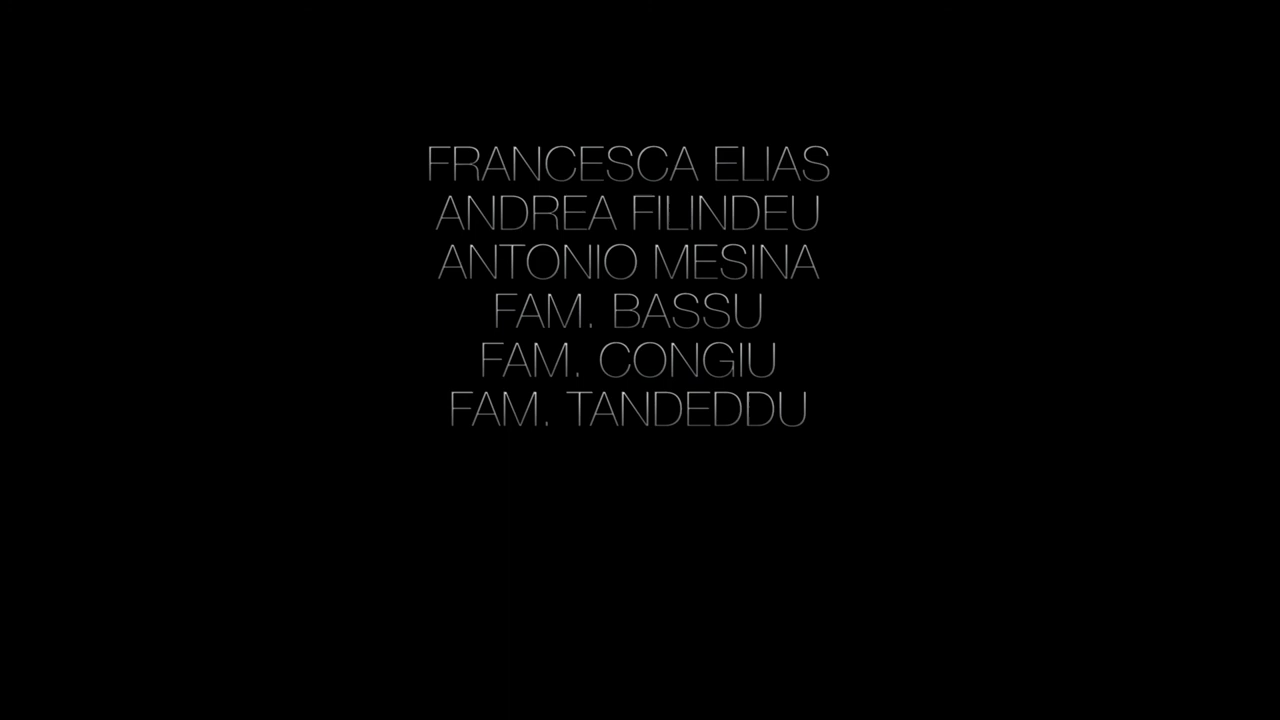 FRANCESCA ELIAS
ANDREA FILINDEU
ANTONIO MESINA
FAM. BASSU
FAM. CONGIU
FAM. TANDEDDU